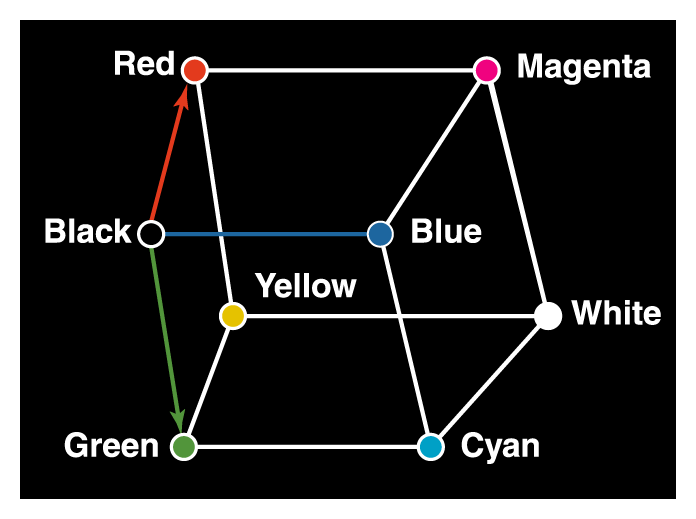 Red
Magenta
Black
Blue
Yellow
White
Green
Cyan